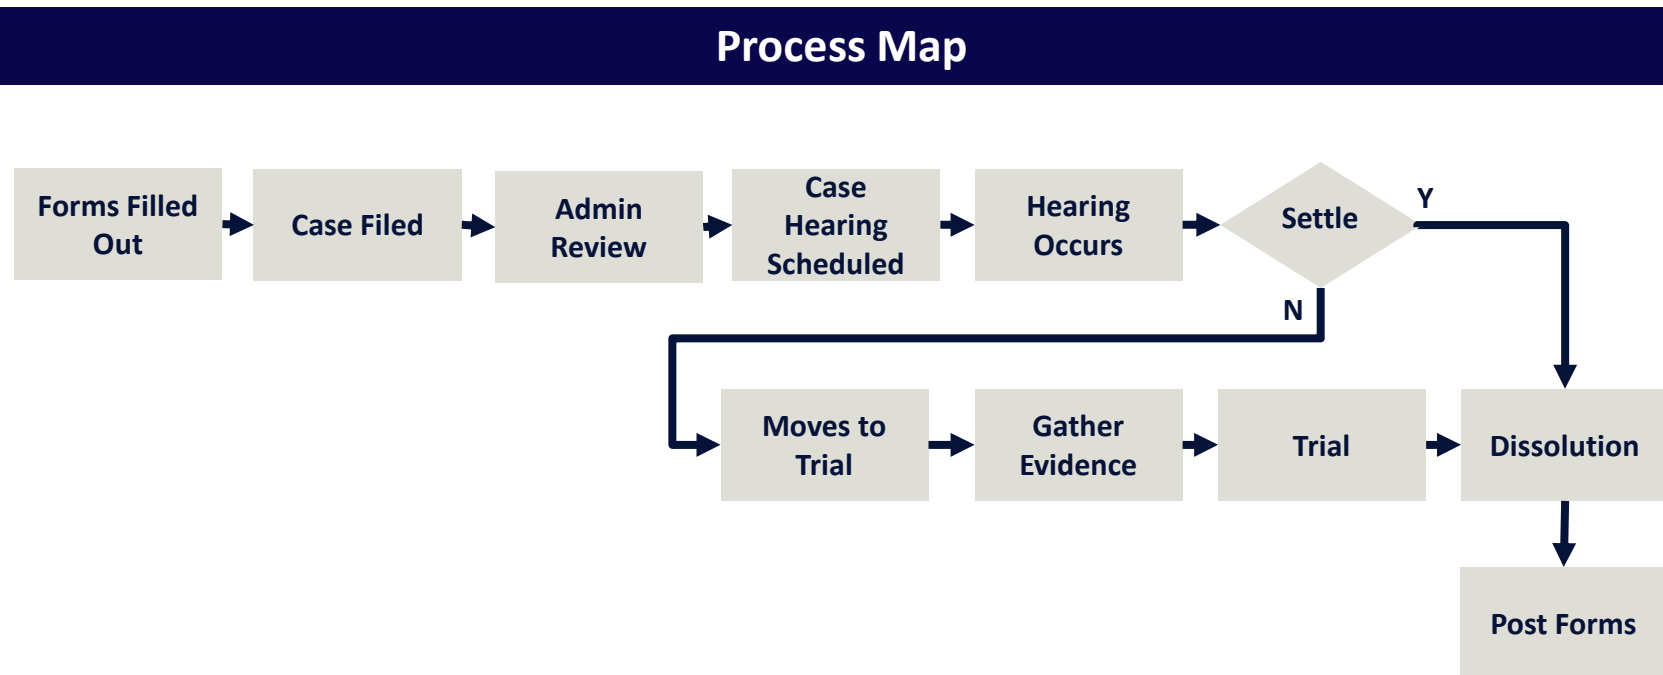 Process Map
Forms Filled
Out
Case Filed
Admin
Review
Case
Hearing
Scheduled
Hearing
Occurs
Settle
Y
N
Moves to
Trial
Gather
Evidence
Trial
Dissolution
Post Forms